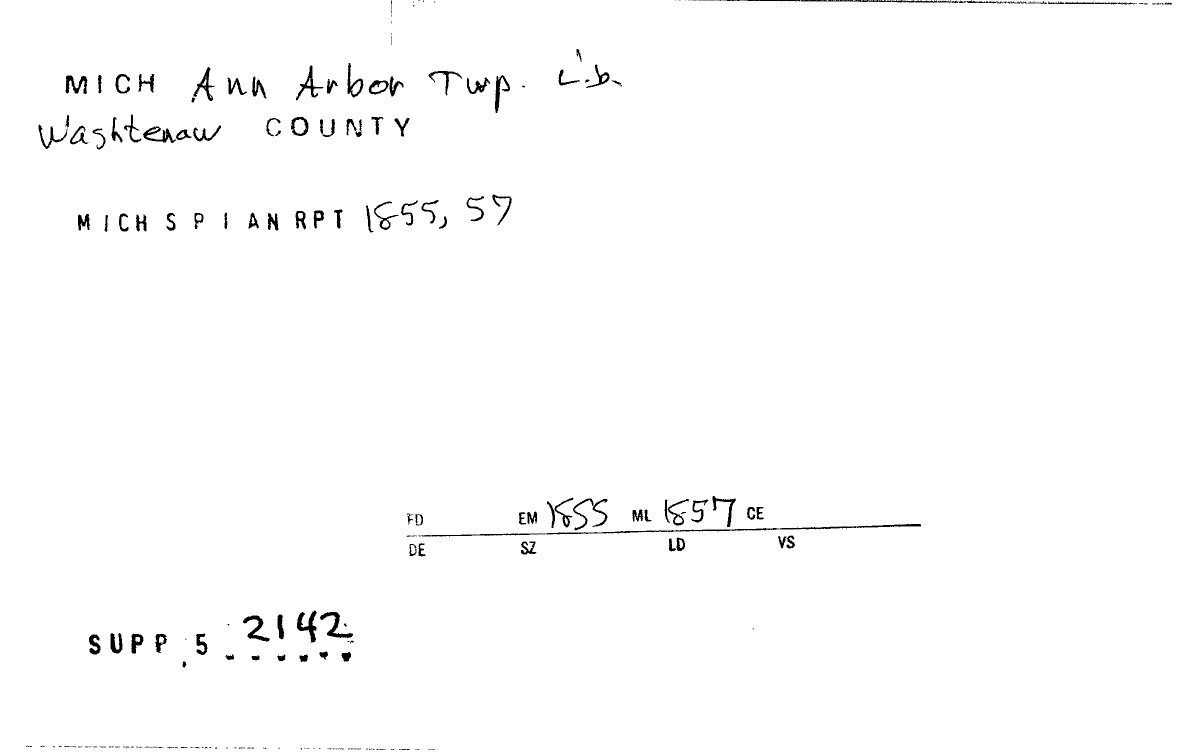 MICH Ann Arbor Twp. Lib.
Washtenaw COUNTY
MICH S P I AN RPT 1855, 57
FD EM 1855 ML 1857 CE
DE SZ LD VS
SUPP. 5 2142